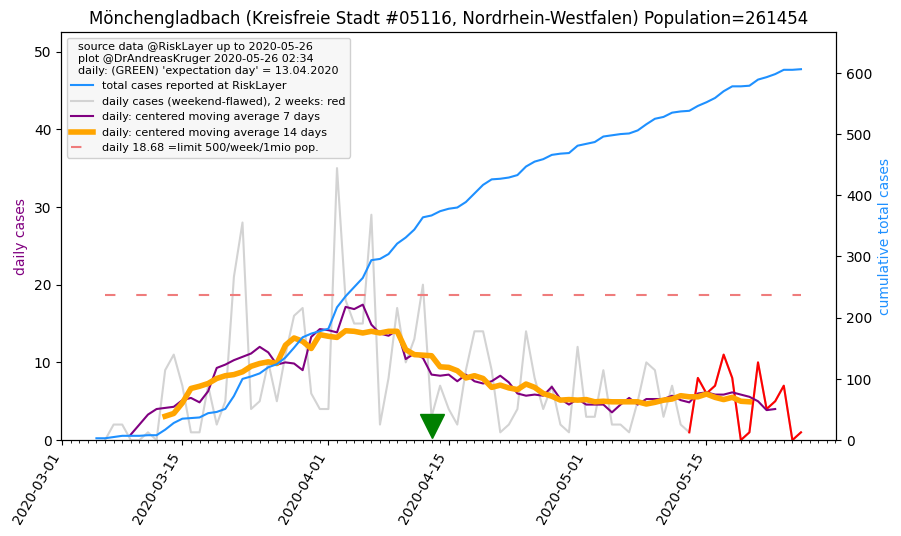 Mönchengladbach (Kreisfreie Stadt #05116, Nordrhein-Westfalen) Population=261454
source data @RiskLayer up to 2020-05-26
plot @DrAndreasKruger 2020-05-26 02:34
daily: (GREEN) 'expectation day' = 13.04.2020
total cases reported at RiskLayer
daily cases (weekend-flawed), 2 weeks: red
daily: centered moving average 7 days
daily: centered moving average 14 days
daily 18.68 =limit 500/week/1mio pop.
daily cases
50
40
30
20
10
0
cumulative total cases
600
500
400
300
200
100
0
2020-03-01
2020-03-15
2020-04-01
2020-04-15
2020-05-01
2020-05-15